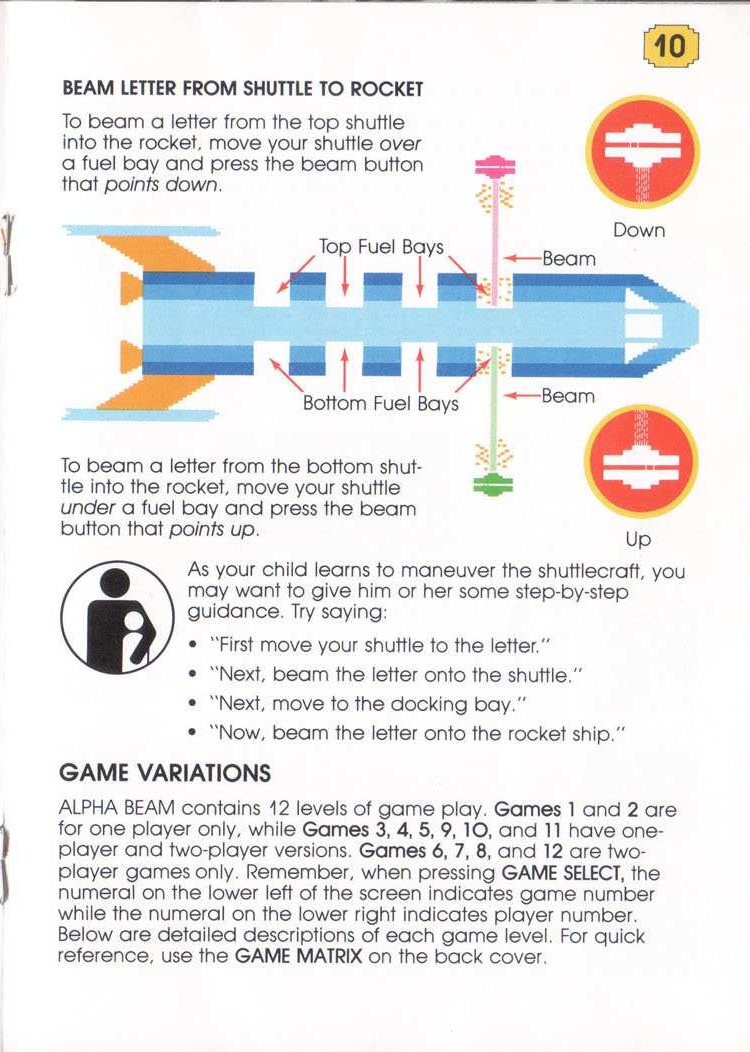 10
BEAM LETTER FROM SHUTTLE TO ROCKET
To beam a letter from the top shuttle
into the rocket, move your shuttle over
a fuel bay and press the beam button
that points down.
Down
Top Fuel Bays
Beam
Bottom Fuel Bays
Beam
To beam a letter from the bottom shut-
tle into the rocket, move your shuttle
under a fuel bay and press the beam
button that points up.
Up
As your child learns to maneuver the shuttlecraft, you
may want to give him or her some step-by-step
guidance. Try saying:
• "First move your shuttle to the letter."
• "Next, beam the letter onto the shuttle."
• "Next, move to the docking bay."
• "Now, beam the letter onto the rocket ship."
GAME VARIATIONS
ALPHA BEAM contains 12 levels of game play. Games 1 and 2 are
for one player only, while Games 3, 4, 5, 9, 10, and 11 have one-
player and two-player versions. Games 6, 7, 8, and 12 are two-
player games only. Remember, when pressing GAME SELECT, the
numeral on the lower left of the screen indicates game number
while the numeral on the lower right indicates player number.
Below are detailed descriptions of each game level. For quick
reference, use the GAME MATRIX on the back cover.